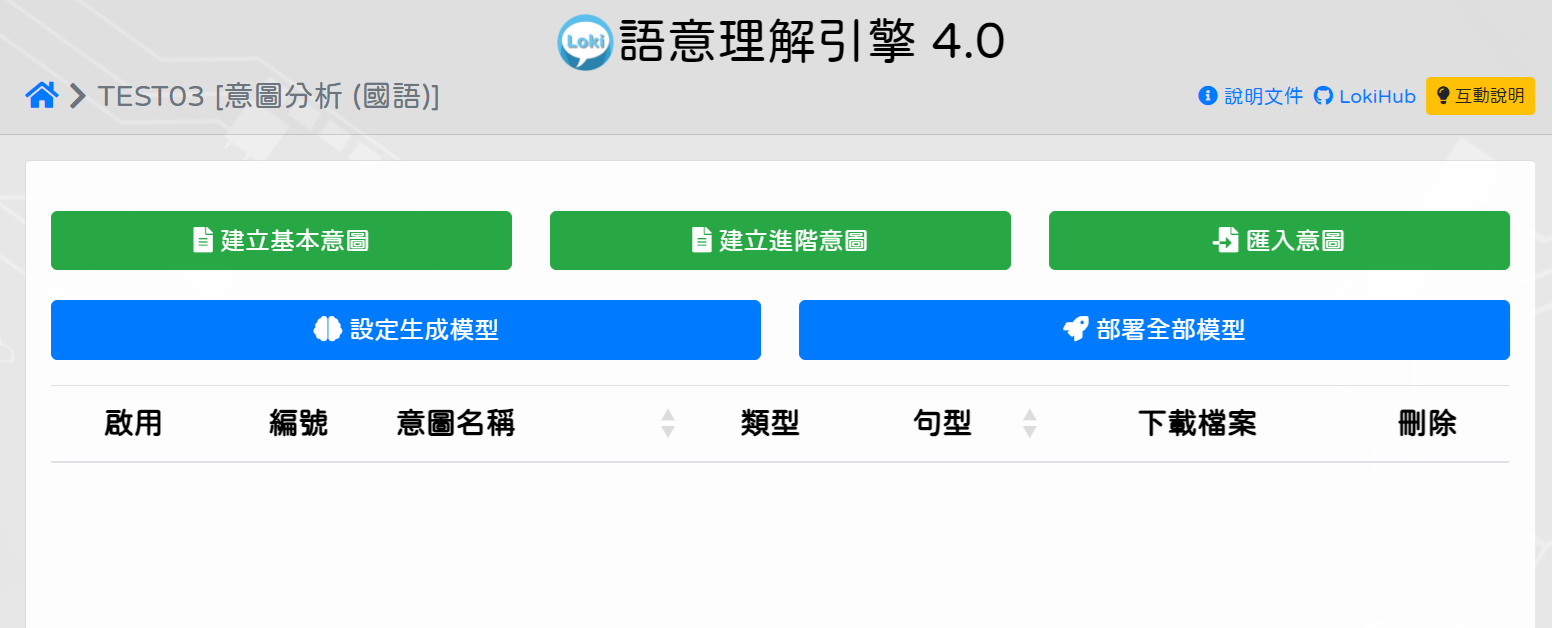 Loki 語意理解引擎 4.0
TEST03 [意圖分析 (國語)] 說明文件 LokiHub 互動說明
建立基本意圖 建立進階意圖 匯入意圖
設定生成模型 部署全部模型
啟用 編號 意圖名稱 類型 句型 下載檔案 刪除